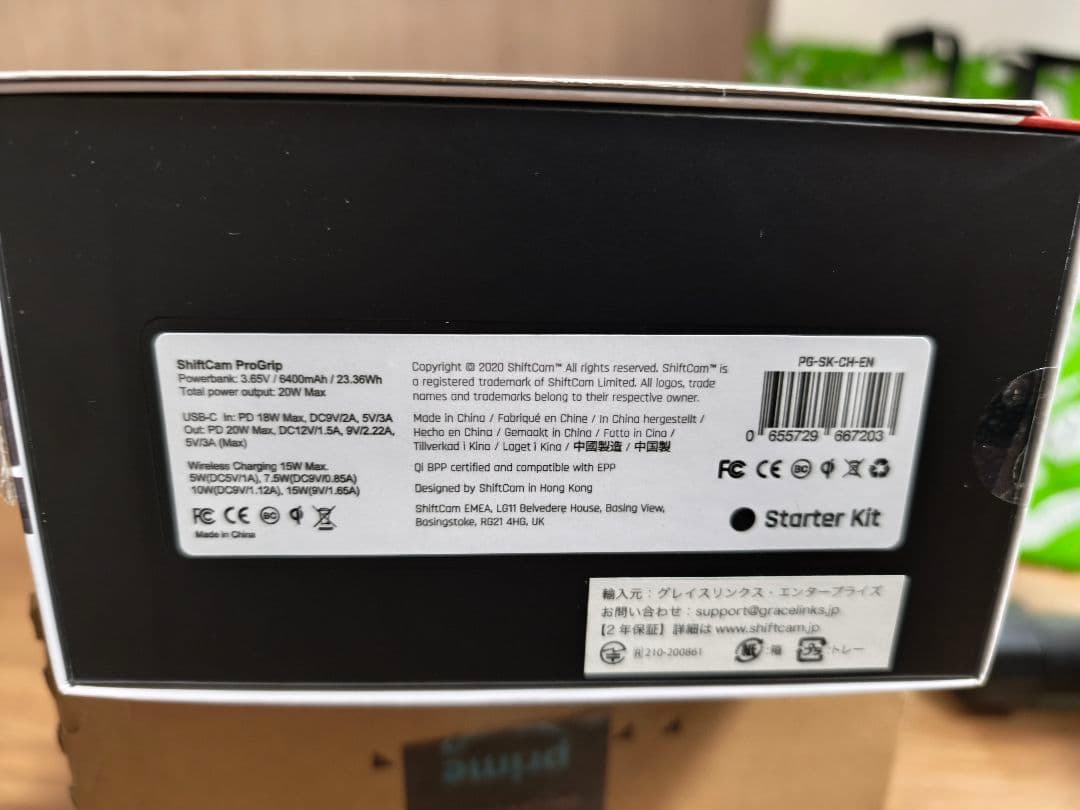 ShiftCam ProGrip
Powerbank: 3.65V / 6400mAh / 23.36Wh
Total power output: 20W Max
USB-C In: PD 18W Max, DC9V/2A, 5V/3A
Out: PD 20W Max, DC12V/1.5A, 9V/2.22A,
5V/3A (Max)
Wireless Charging 15W Max.
5W(DC5V/1A), 7.5W(DC9V/0.85A)
10W(DC9V/1.12A), 15W(9V/1.65A)
FC CE BC
Made in China
Copyright © 2020 ShiftCam™ All rights reserved. ShiftCam™ is
a registered trademark of ShiftCam Limited. All logos, trade
names and trademarks belong to their respective owner.
Made in China / Fabriqué en Chine / In China hergestellt /
Hecho en China / Gemaakt in China / Fatto in Cina /
Tillverkad i Kina / Laget i Kina / 中國製造 / 中国製
Qi BPP certified and compatible with EPP
Designed by ShiftCam in Hong Kong
ShiftCam EMEA, LG11 Belvedere House, Basing View,
Basingstoke, RG21 4HG, UK
PG-SK-CH-EN
0 655729 667203
FC CE BC
Starter Kit
輸入元：グレイスリンクス・エンタープライズ
お問い合わせ：support@gracelinks.jp
【2年保証】詳細は www.shiftcam.jp
R 210-200861 紙:箱 プラ:トレー
prime